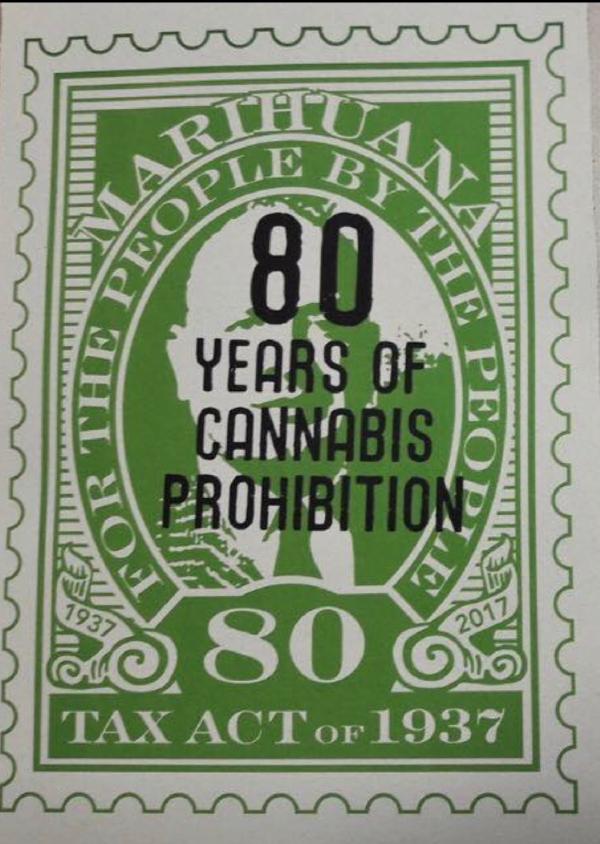 MARIHUANA
FOR THE PEOPLE BY THE PEOPLE
80
YEARS OF
CANNABIS
PROHIBITION
1937
80
2017
TAX ACT OF 1937